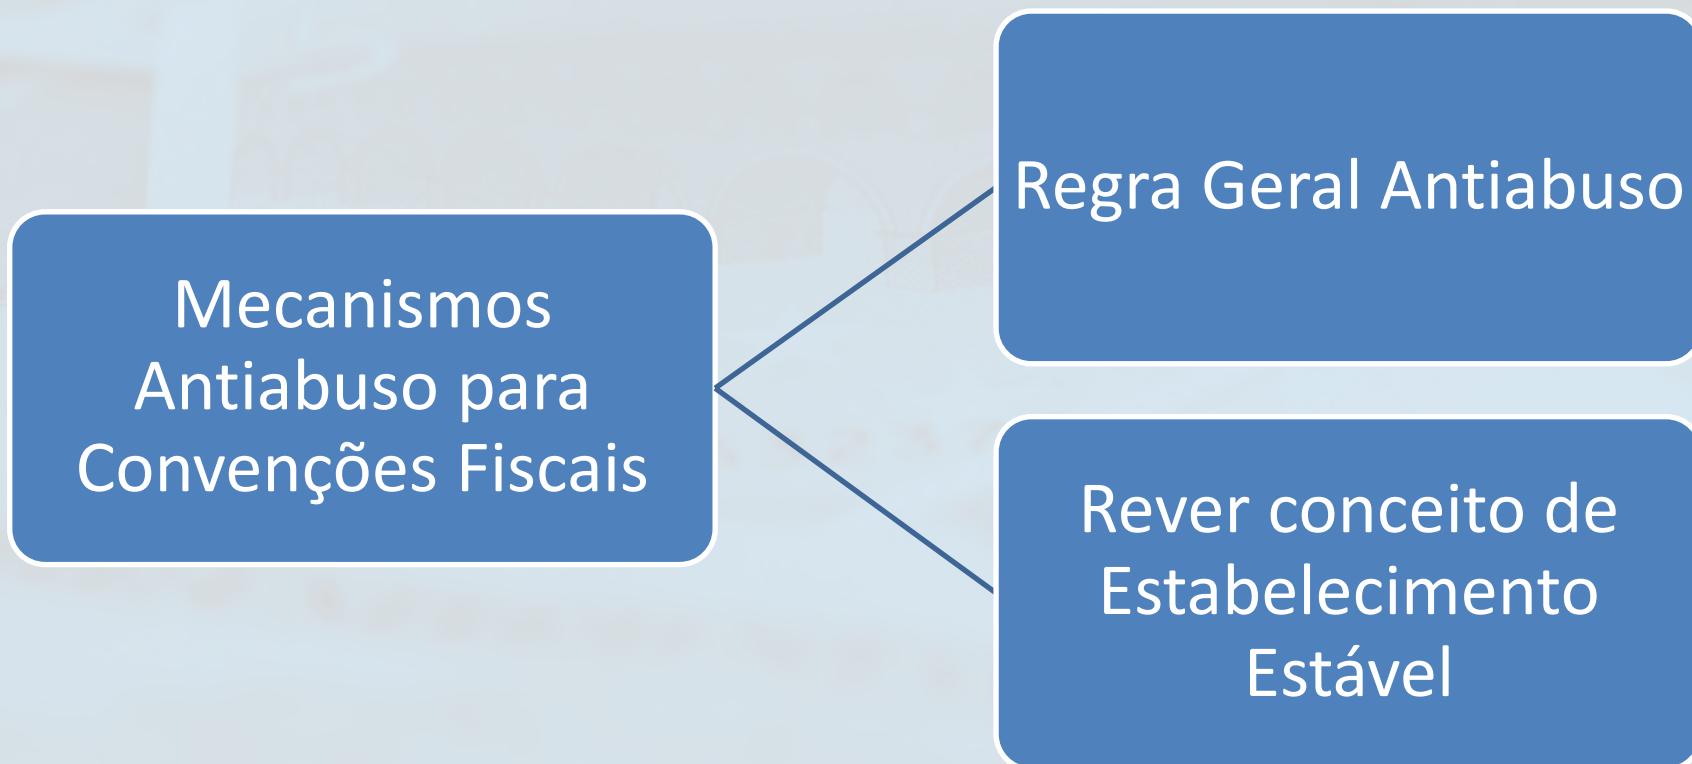 Mecanismos
Antiabuso para
Convenções Fiscais
Regra Geral Antiabuso
Rever conceito de
Estabelecimento
Estável